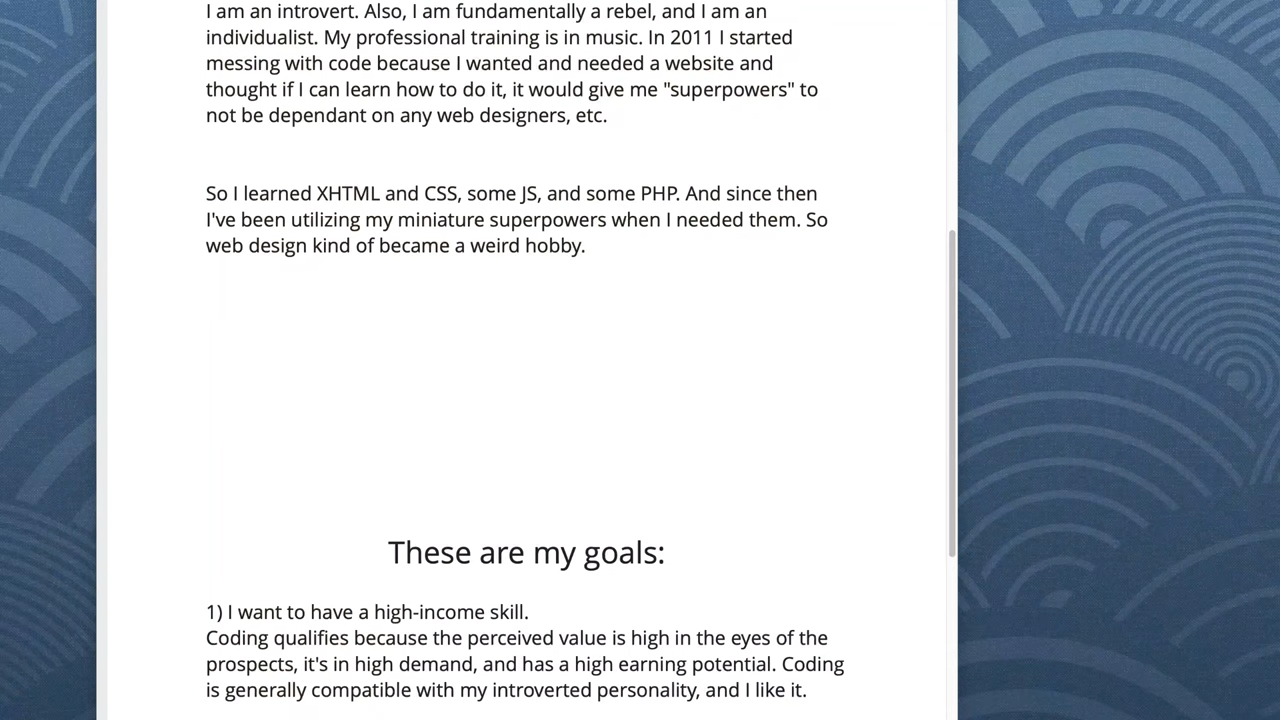 I am an introvert. Also, I am fundamentally a rebel, and I am an
individualist. My professional training is in music. In 2011 I started
messing with code because I wanted and needed a website and
thought if I can learn how to do it, it would give me "superpowers" to
not be dependant on any web designers, etc.
So I learned XHTML and CSS, some JS, and some PHP. And since then
I've been utilizing my miniature superpowers when I needed them. So
web design kind of became a weird hobby.
These are my goals:
1) I want to have a high-income skill.
Coding qualifies because the perceived value is high in the eyes of the
prospects, it's in high demand, and has a high earning potential. Coding
is generally compatible with my introverted personality, and I like it.